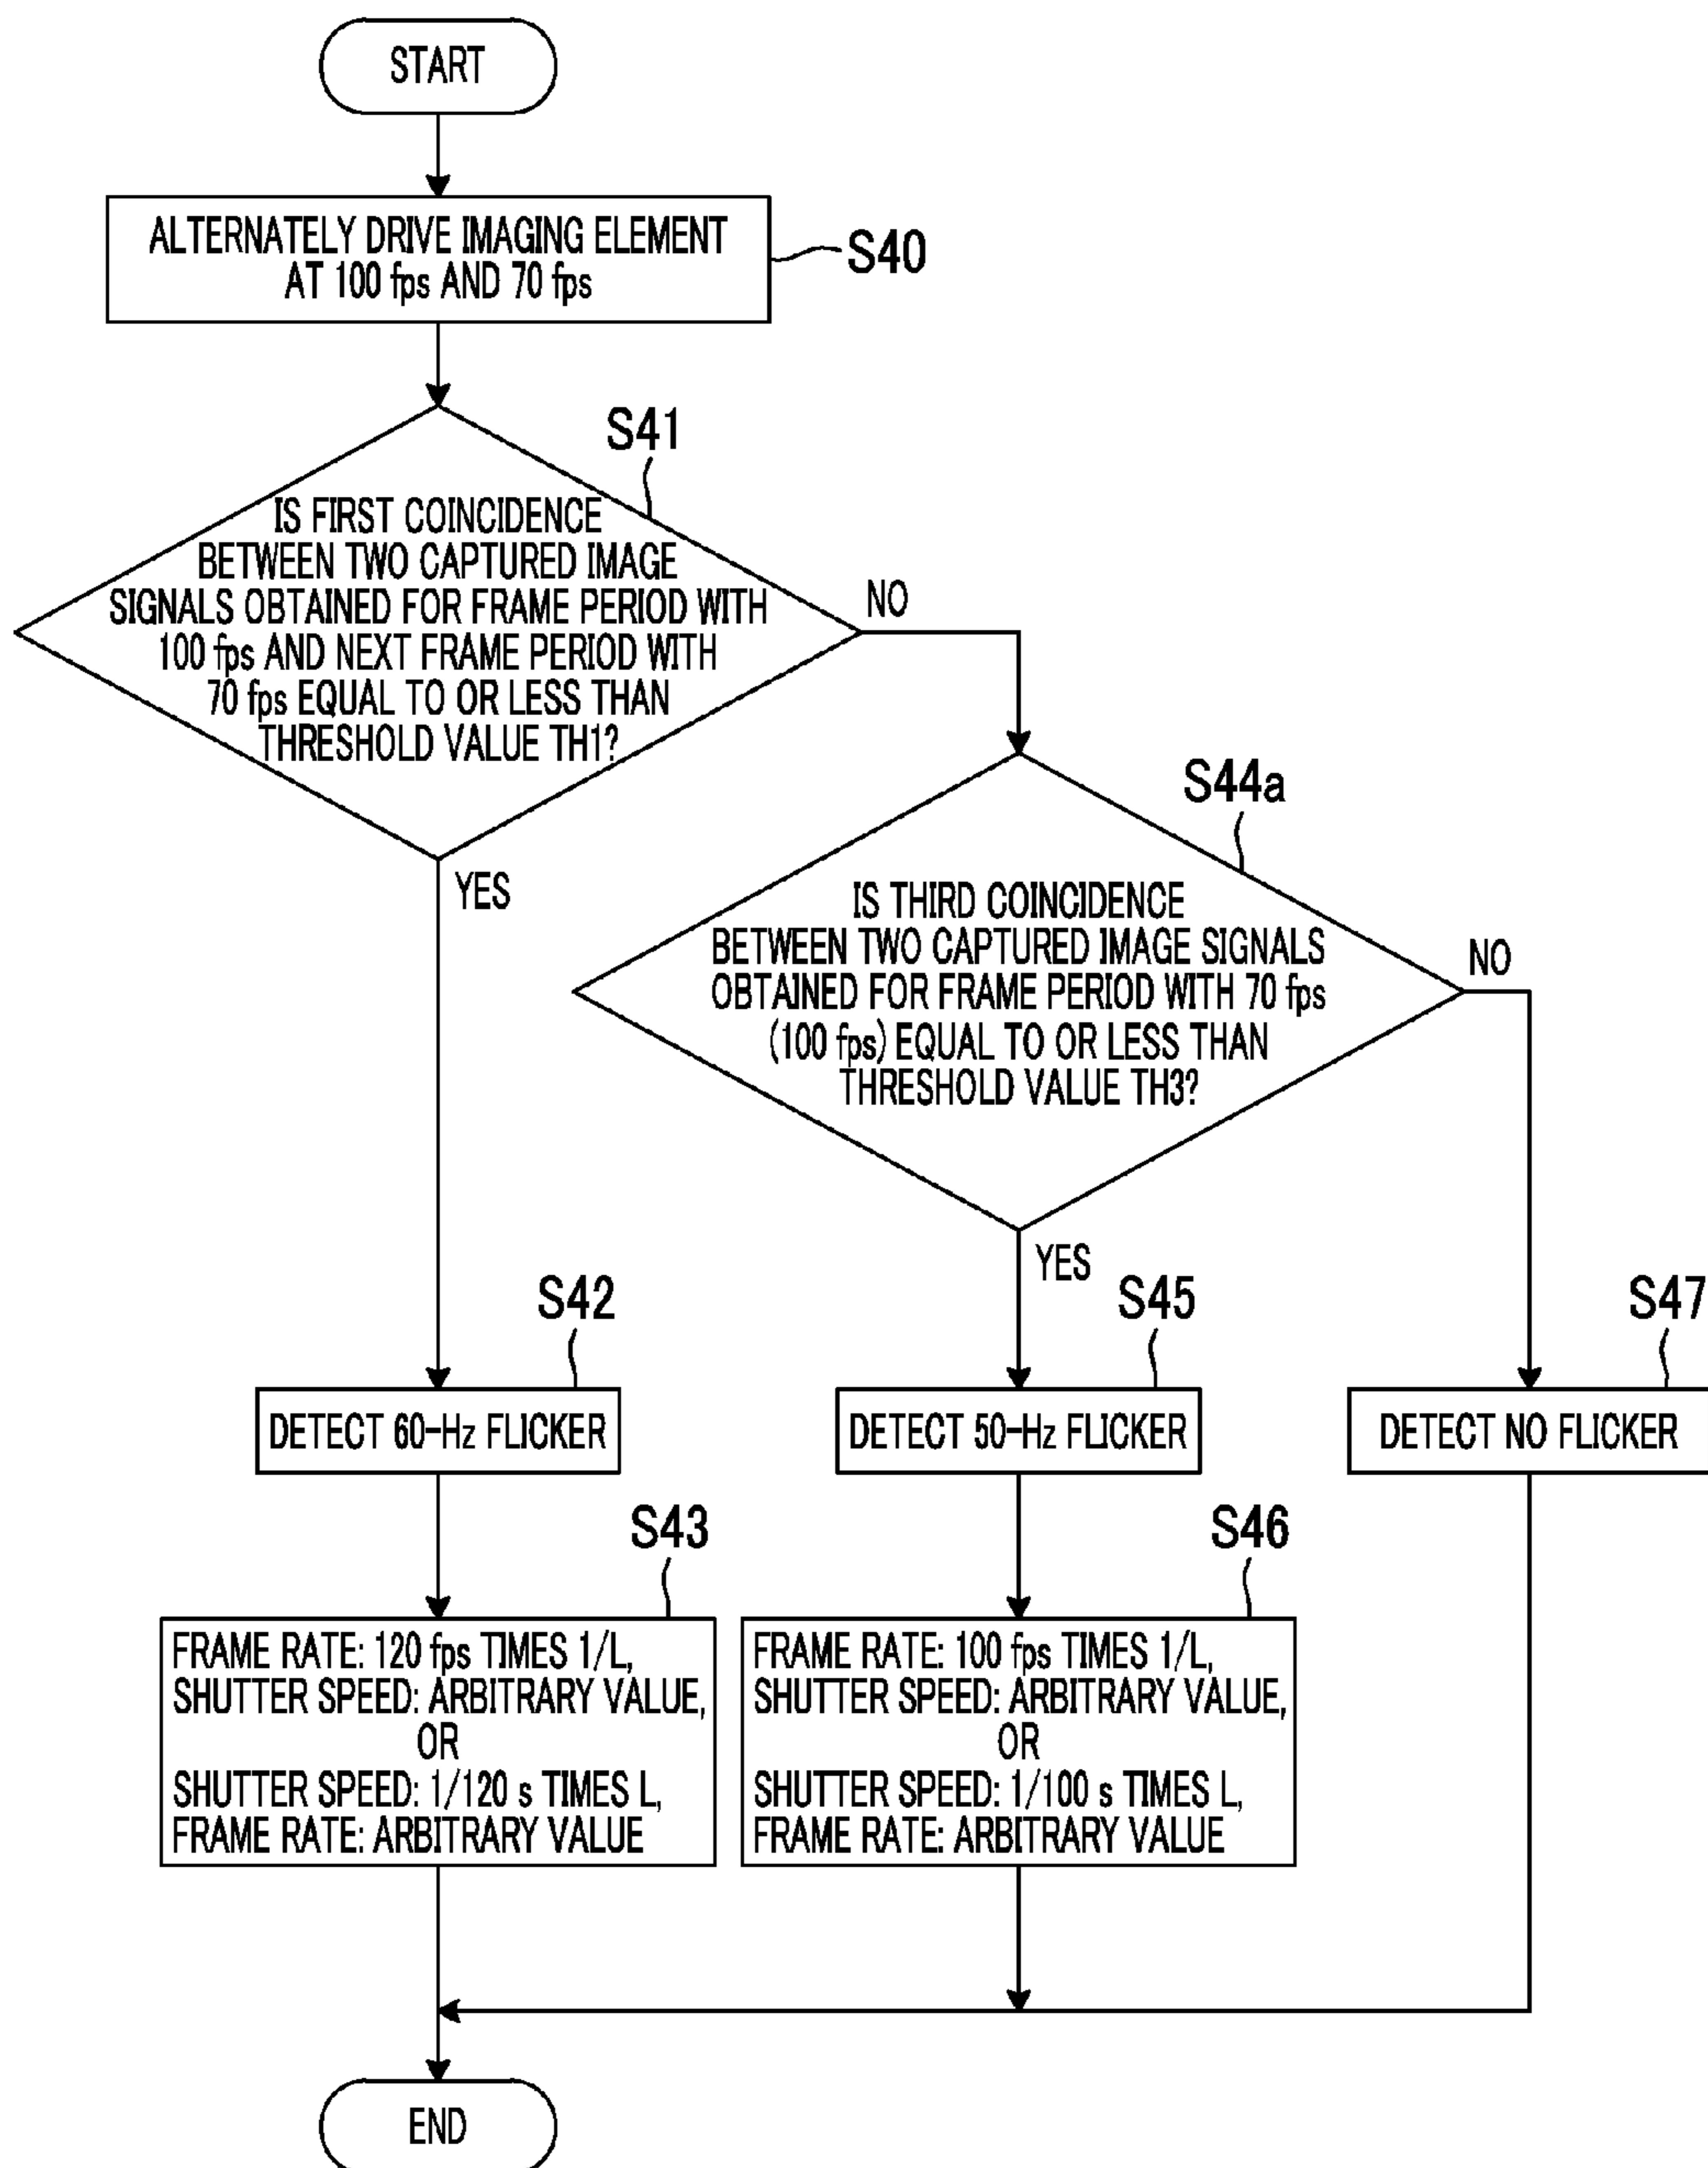 START
ALTERNATELY DRIVE IMAGING ELEMENT
AT 100 fps AND 70 fps
S40
S41
IS FIRST COINCIDENCE
BETWEEN TWO CAPTURED IMAGE
SIGNALS OBTAINED FOR FRAME PERIOD WITH
100 fps AND NEXT FRAME PERIOD WITH
70 fps EQUAL TO OR LESS THAN
THRESHOLD VALUE TH1?
NO
YES
S44a
IS THIRD COINCIDENCE
BETWEEN TWO CAPTURED IMAGE SIGNALS
OBTAINED FOR FRAME PERIOD WITH 70 fps
(100 fps) EQUAL TO OR LESS THAN
THRESHOLD VALUE TH3?
NO
YES
S42
DETECT 60-Hz FLICKER
S45
DETECT 50-Hz FLICKER
S47
DETECT NO FLICKER
S43
FRAME RATE: 120 fps TIMES 1/L,
SHUTTER SPEED: ARBITRARY VALUE,
OR
SHUTTER SPEED: 1/120 s TIMES L,
FRAME RATE: ARBITRARY VALUE
S46
FRAME RATE: 100 fps TIMES 1/L,
SHUTTER SPEED: ARBITRARY VALUE,
OR
SHUTTER SPEED: 1/100 s TIMES L,
FRAME RATE: ARBITRARY VALUE
END